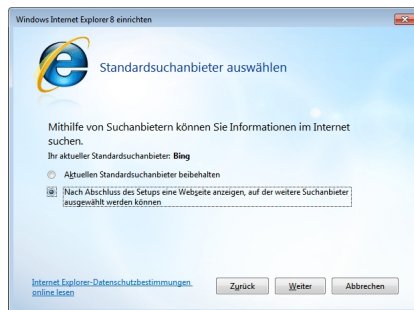 Windows Internet Explorer 8 einrichten
Standardsuchanbieter auswählen
Mithilfe von Suchanbietern können Sie Informationen im Internet
suchen.
Ihr aktueller Standardsuchanbieter: Bing
Aktuellen Standardsuchanbieter beibehalten
Nach Abschluss des Setups eine Webseite anzeigen, auf der weitere Suchanbieter
ausgewählt werden können
Internet Explorer-Datenschutzbestimmungen
online lesen
Zurück
Weiter
Abbrechen